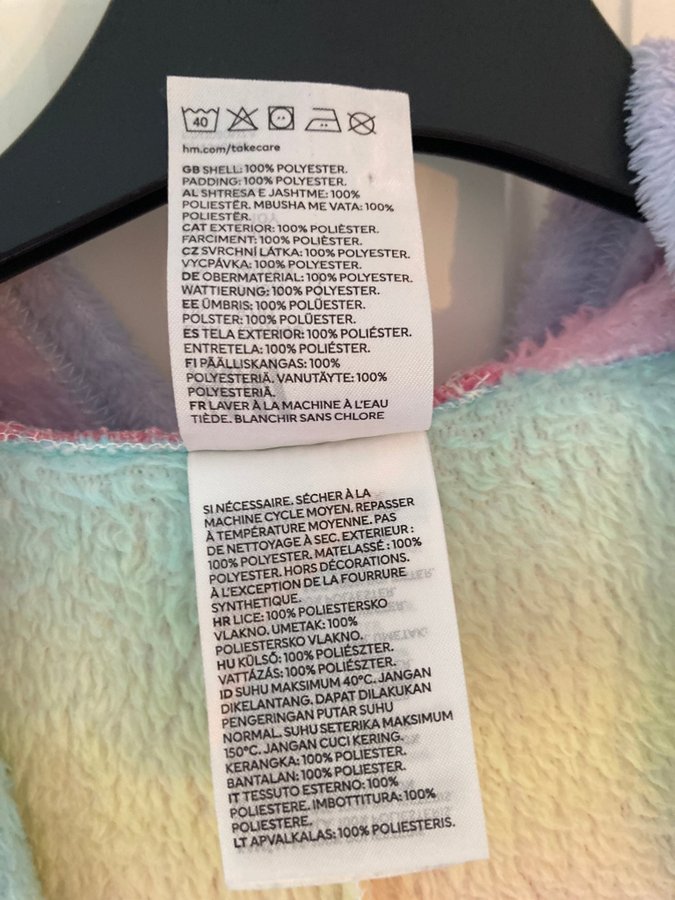 40
hm.com/takecare
GB SHELL: 100% POLYESTER.
PADDING: 100% POLYESTER.
AL SHTRESA E JASHTME: 100%
POLIESTËR. MBUSHA ME VATA: 100%
POLIESTËR.
CAT EXTERIOR: 100% POLIÈSTER.
FARCIMENT: 100% POLIÈSTER.
CZ SVRCHNÍ LÁTKA: 100% POLYESTER.
VYCPÁVKA: 100% POLYESTER.
DE OBERMATERIAL: 100% POLYESTER.
WATTIERUNG: 100% POLYESTER.
EE ÜMBRIS: 100% POLÜESTER.
POLSTER: 100% POLÜESTER.
ES TELA EXTERIOR: 100% POLIÉSTER.
ENTRETELA: 100% POLIÉSTER.
FI PÄÄLLISKANGAS: 100%
POLYESTERIÄ. VANUTÄYTE: 100%
POLYESTERIÄ.
FR LAVER À LA MACHINE À L'EAU
TIÈDE. BLANCHIR SANS CHLORE
SI NÉCESSAIRE. SÉCHER À LA
MACHINE CYCLE MOYEN. REPASSER
À TEMPÉRATURE MOYENNE. PAS
DE NETTOYAGE À SEC. EXTERIEUR :
100% POLYESTER. MATELASSÉ : 100%
POLYESTER. HORS DÉCORATIONS.
À L'EXCEPTION DE LA FOURRURE
SYNTHETIQUE.
HR LICE: 100% POLIESTERSKO
VLAKNO. UMETAK: 100%
POLIESTERSKO VLAKNO.
HU KÜLSŐ: 100% POLIÉSZTER.
VATTÁZÁS: 100% POLIÉSZTER.
ID SUHU MAKSIMUM 40°C. JANGAN
DIKELANTANG. DAPAT DILAKUKAN
PENGERINGAN PUTAR SUHU
NORMAL. SUHU SETERIKA MAKSIMUM
150°C. JANGAN CUCI KERING.
KERANGKA: 100% POLIESTER.
BANTALAN: 100% POLIESTER.
IT TESSUTO ESTERNO: 100%
POLIESTERE. IMBOTTITURA: 100%
POLIESTERE.
LT APVALKALAS: 100% POLIESTERIS.